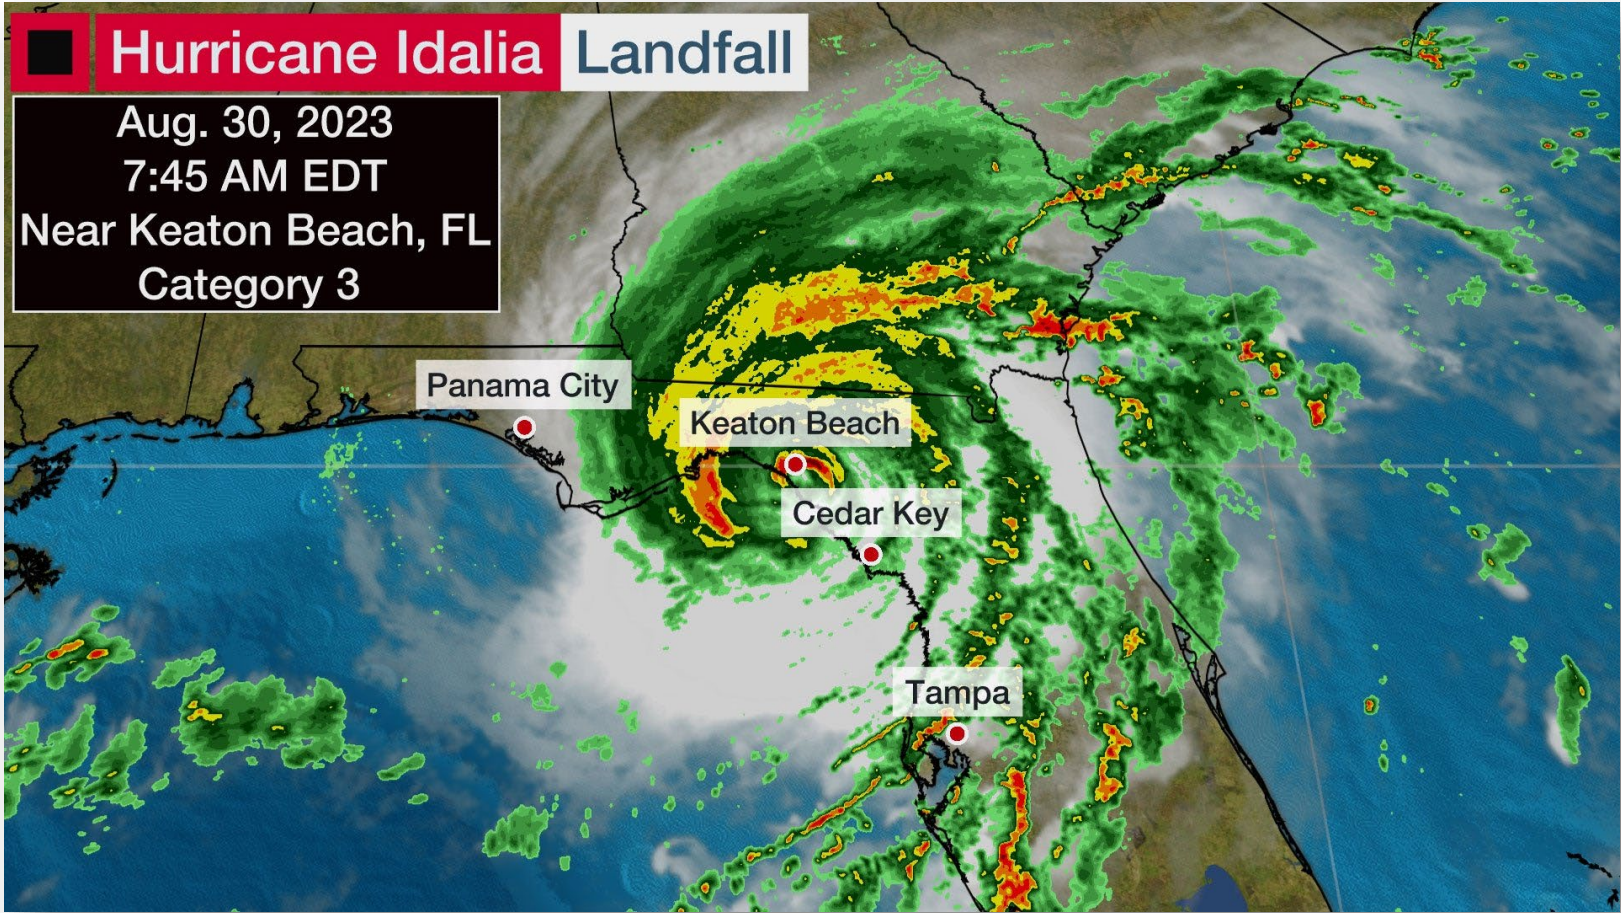 Hurricane Idalia Landfall
Aug. 30, 2023
7:45 AM EDT
Near Keaton Beach, FL
Category 3
Panama City
Keaton Beach
Cedar Key
Tampa